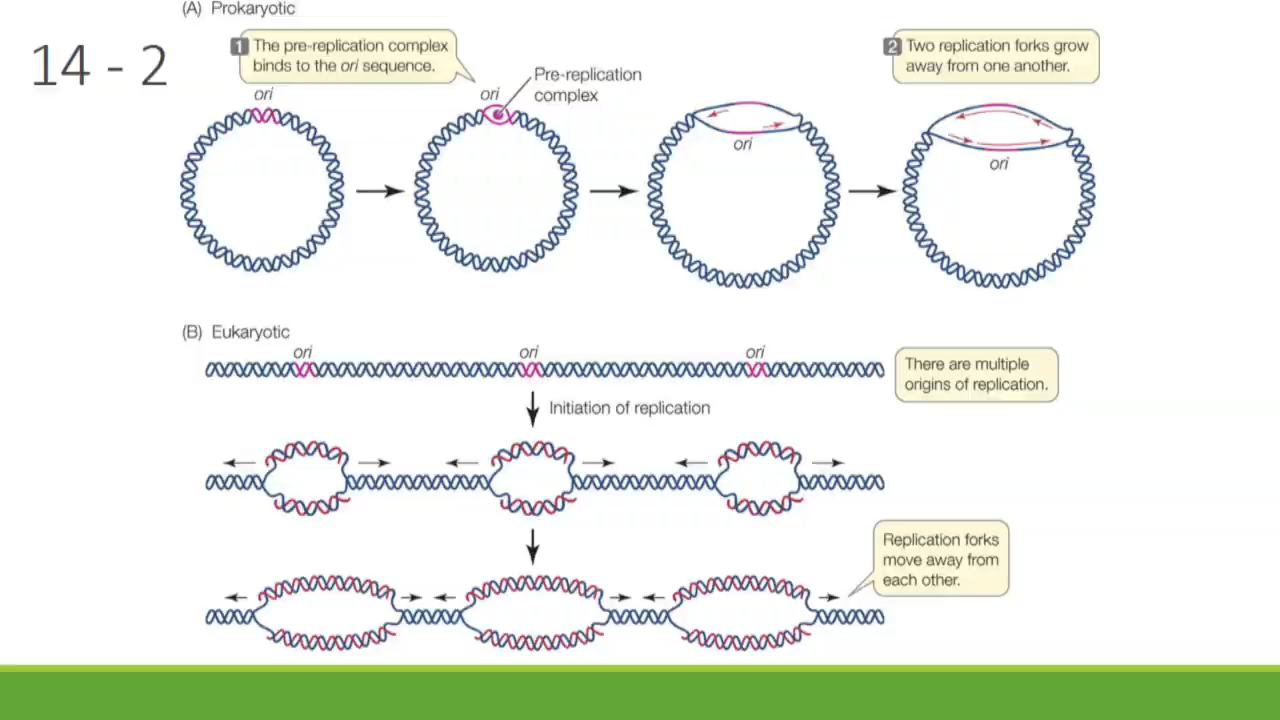 (A) Prokaryotic
14 - 2
1 The pre-replication complex
binds to the ori sequence.
2 Two replication forks grow
away from one another.
Pre-replication
complex
ori
ori
ori
ori
(B) Eukaryotic
ori
ori
ori
There are multiple
origins of replication.
Initiation of replication
Replication forks
move away from
each other.